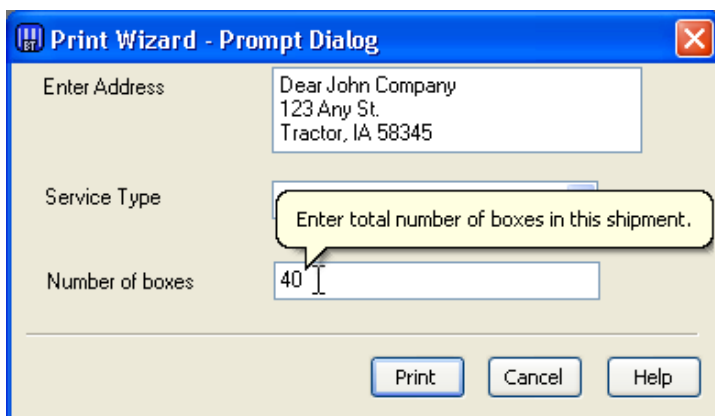 BT
Print Wizard - Prompt Dialog
Enter Address
Dear John Company
123 Any St.
Tractor, IA 58345
Service Type
Enter total number of boxes in this shipment.
Number of boxes
40
Print
Cancel
Help